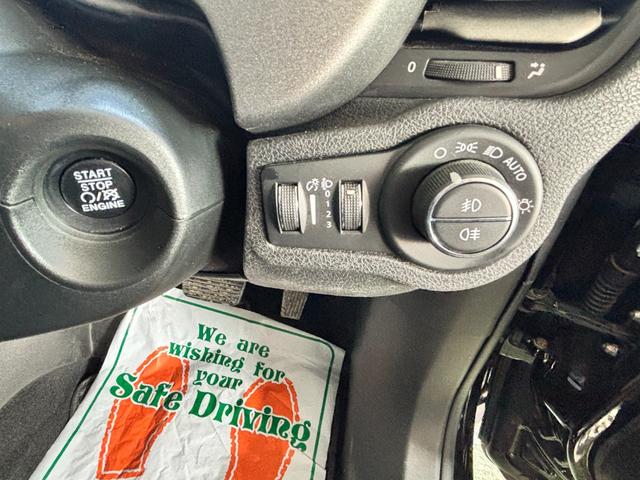 0
START
STOP
ENGINE
0
1
2
3
AUTO
We are
wishing for
your
Safe Driving